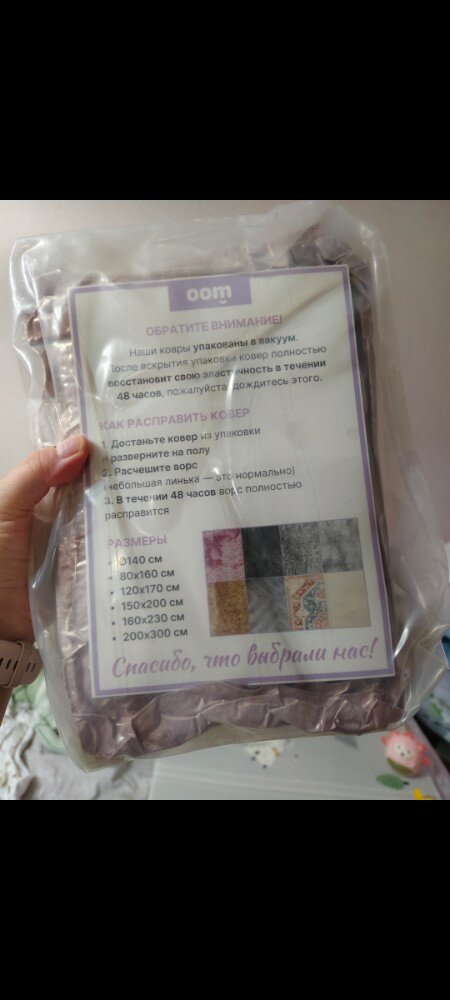 oom
ОБРАТИТЕ ВНИМАНИЕ!
Наши ковры упакованы в вакуум.
После вскрытия упаковки ковер полностью
восстановит свою эластичность в течении
48 часов, пожалуйста, дождитесь этого.
КАК РАСПРАВИТЬ КОВЕР
1. Достаньте ковер из упаковки
и разверните на полу
2. Расчешите ворс
(небольшая линька — это нормально)
3. В течении 48 часов ворс полностью
расправится
РАЗМЕРЫ
• Ø140 см
• 80x160 см
• 120x170 см
• 150x200 см
• 160x230 см
• 200x300 см
Спасибо, что выбрали нас!